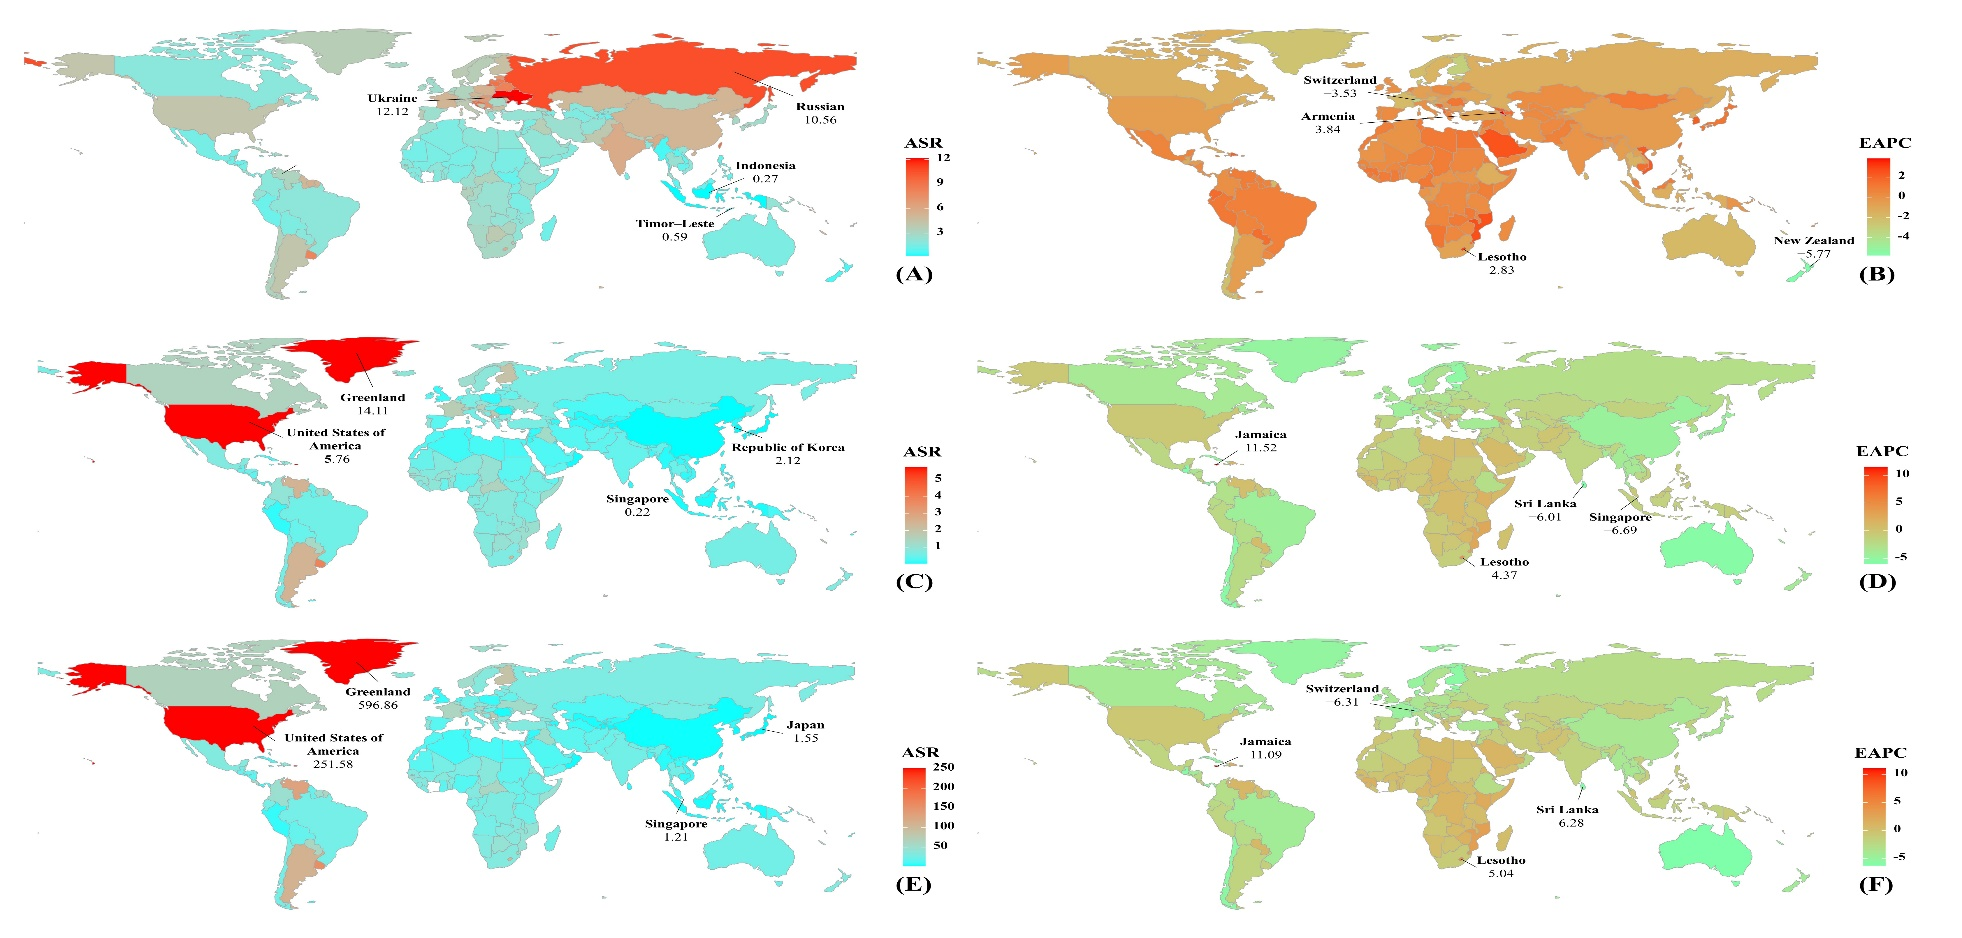 Ukraine
12.12
Russian
10.56
Indonesia
0.27
Timor–Leste
0.59
ASR
12
9
6
3
(A)
Switzerland
−3.53
Armenia
3.84
Lesotho
2.83
New Zealand
−5.77
EAPC
2
0
−2
−4
(B)
Greenland
14.11
United States of
America
5.76
Republic of Korea
2.12
Singapore
0.22
ASR
5
4
3
2
1
(C)
Jamaica
11.52
Sri Lanka
−6.01
Singapore
−6.69
Lesotho
4.37
EAPC
10
5
0
−5
(D)
Greenland
596.86
United States of
America
251.58
Japan
1.55
Singapore
1.21
ASR
250
200
150
100
50
(E)
Switzerland
−6.31
Jamaica
11.09
Sri Lanka
6.28
Lesotho
5.04
EAPC
10
5
0
−5
(F)